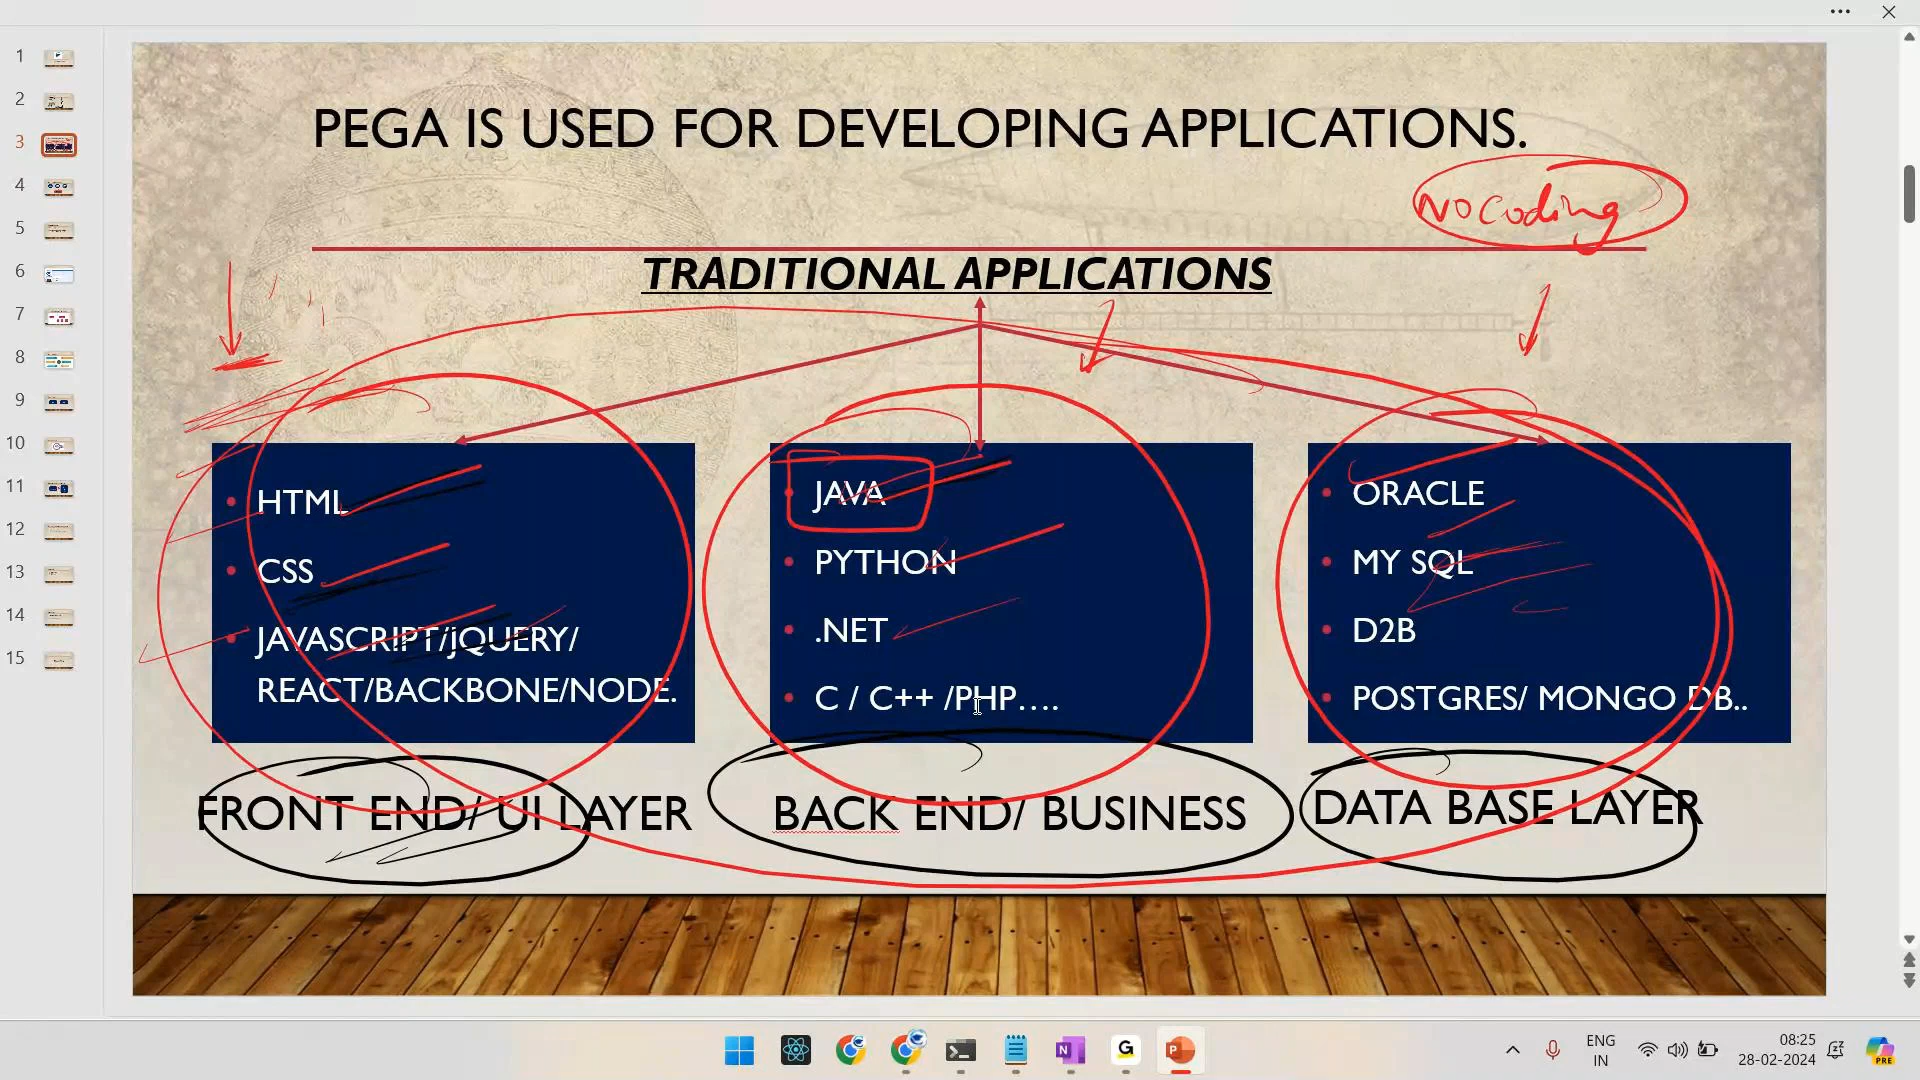 1
2
3
4
5
6
7
8
9
10
11
12
13
14
15
PEGA IS USED FOR DEVELOPING APPLICATIONS.
NO Coding
TRADITIONAL APPLICATIONS
• HTML
• CSS
• JAVASCRIPT/JQUERY/
REACT/BACKBONE/NODE.
FRONT END/ UI LAYER
• JAVA
• PYTHON
• .NET
• C / C++ /PHP….
BACK END/ BUSINESS
• ORACLE
• MY SQL
• D2B
• POSTGRES/ MONGO DB..
DATA BASE LAYER
ENG
IN
08:25
28-02-2024
PRE